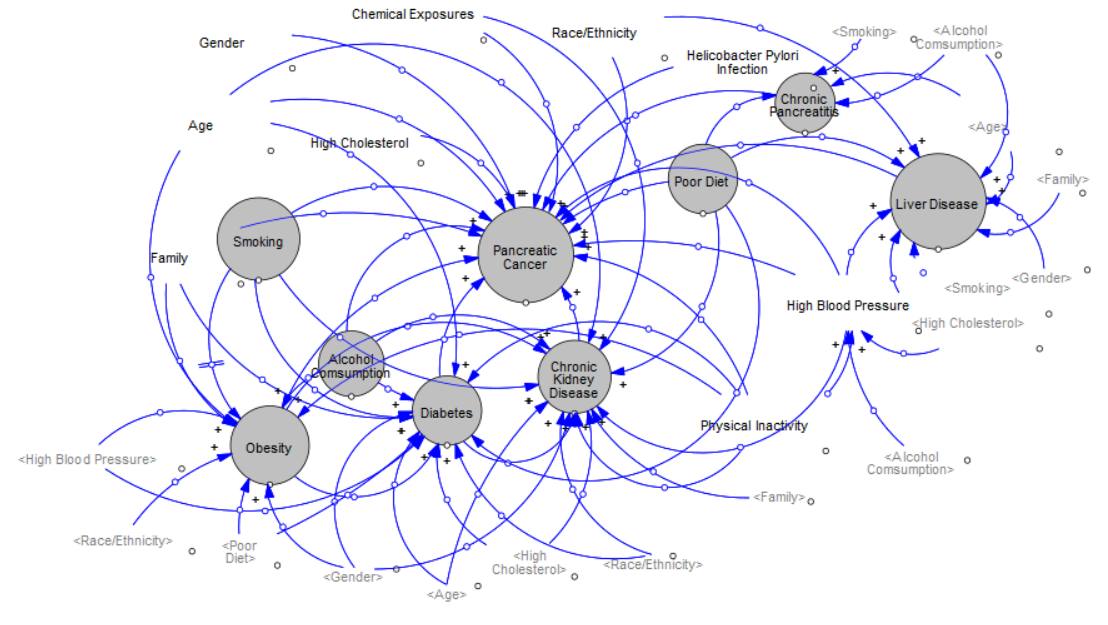 Chemical Exposures
Gender
Race/Ethnicity
<Smoking>
<Alcohol
Comsumption>
Helicobacter Pylori
Infection
Chronic
Pancreatitis
Age
<Age>
High Cholesterol
Poor Diet
<Family>
Liver Disease
Smoking
Pancreatic
Cancer
Family
<Gender>
<Smoking>
High Blood Pressure
<High Cholesterol>
Alcohol
Comsumption
Chronic
Kidney
Disease
Diabetes
Physical Inactivity
Obesity
<High Blood Pressure>
<Alcohol
Comsumption>
<Family>
<Race/Ethnicity>
<Poor
Diet>
<High
Cholesterol>
<Race/Ethnicity>
<Gender>
<Age>